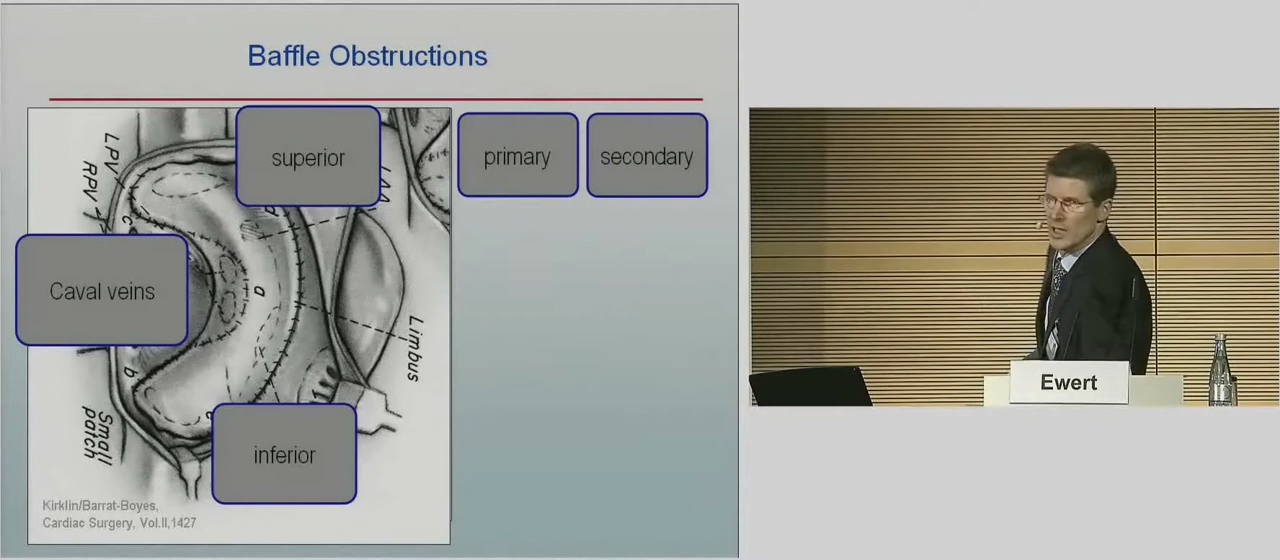 Baffle Obstructions
superior
primary
secondary
LPV
RPV
c
d
a
Caval veins
Limbus
b
Small
patch
inferior
Kirklin/Barrat-Boyes,
Cardiac Surgery, Vol.II,1427
Ewert